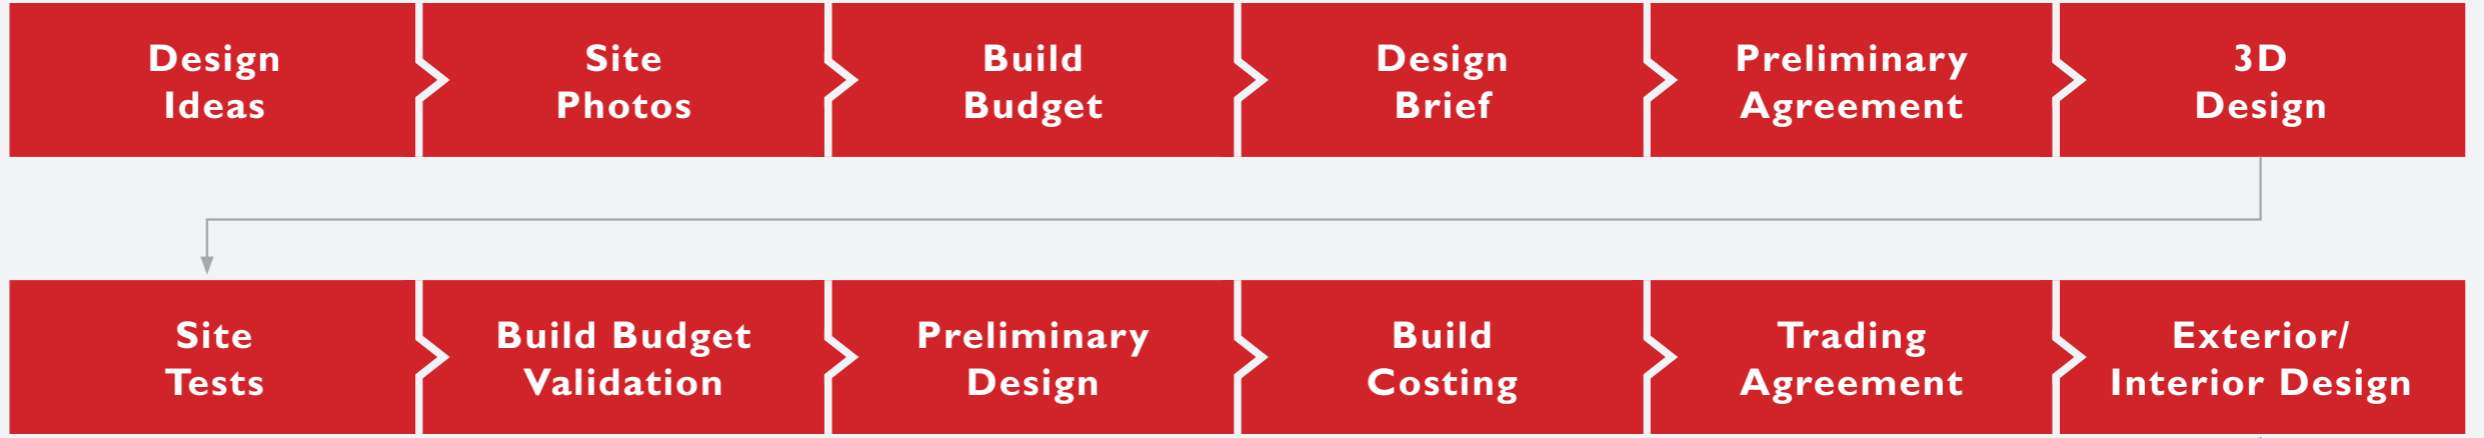 Design
Ideas
Site
Photos
Build
Budget
Design
Brief
Preliminary
Agreement
3D
Design
Site
Tests
Build Budget
Validation
Preliminary
Design
Build
Costing
Trading
Agreement
Exterior/
Interior Design